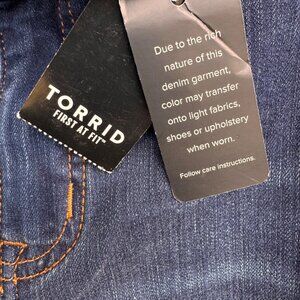 TORRID
FIRST AT FIT™
Due to the rich
nature of this
denim garment,
color may transfer
onto light fabrics,
shoes or upholstery
when worn.
Follow care instructions.